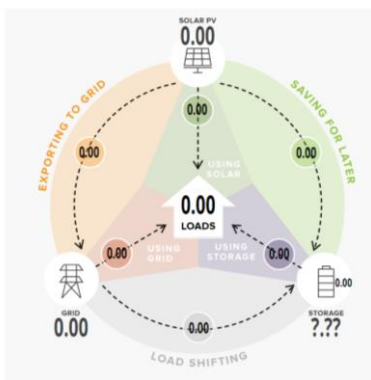 SOLAR PV
0.00
EXPORTING TO GRID
SAVING FOR LATER
0.00
0.00
0.00
USING
SOLAR
0.00
LOADS
0.00
USING
GRID
USING
STORAGE
0.00
0.00
GRID
0.00
STORAGE
?.??
0.00
LOAD SHIFTING